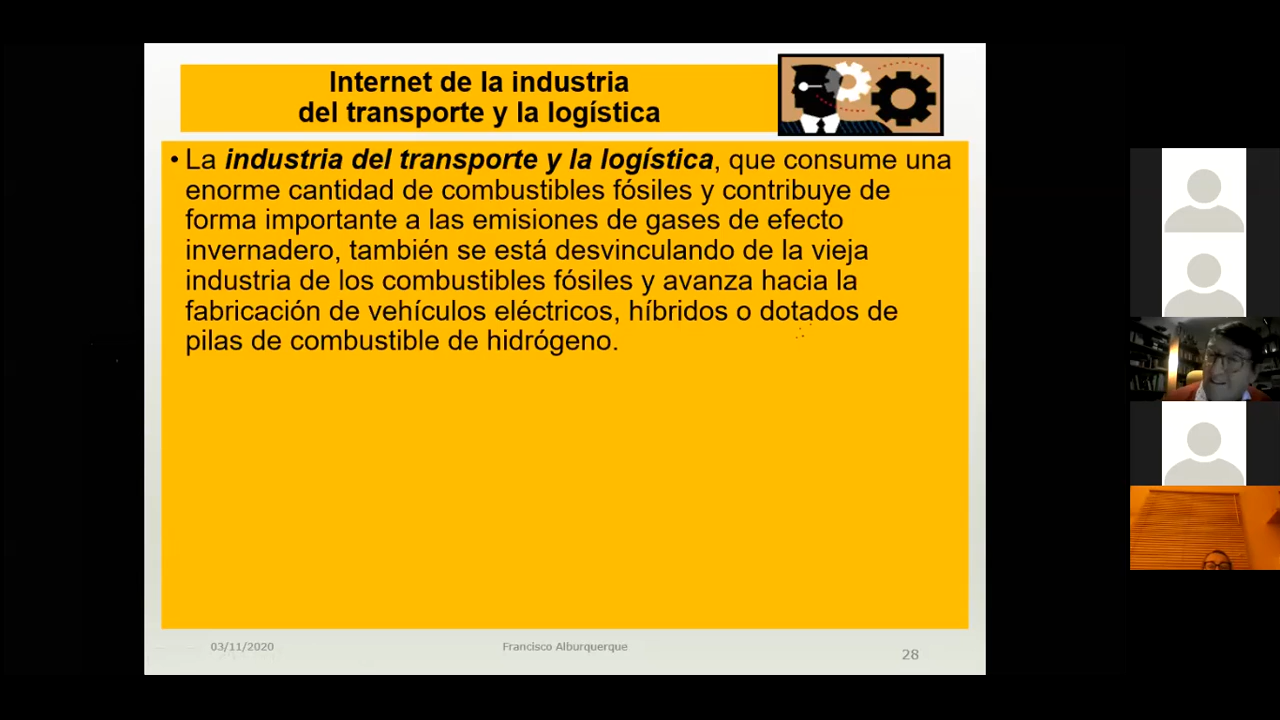 Internet de la industria
del transporte y la logística
• La industria del transporte y la logística, que consume una
enorme cantidad de combustibles fósiles y contribuye de
forma importante a las emisiones de gases de efecto
invernadero, también se está desvinculando de la vieja
industria de los combustibles fósiles y avanza hacia la
fabricación de vehículos eléctricos, híbridos o dotados de
pilas de combustible de hidrógeno.
03/11/2020
Francisco Alburquerque
28